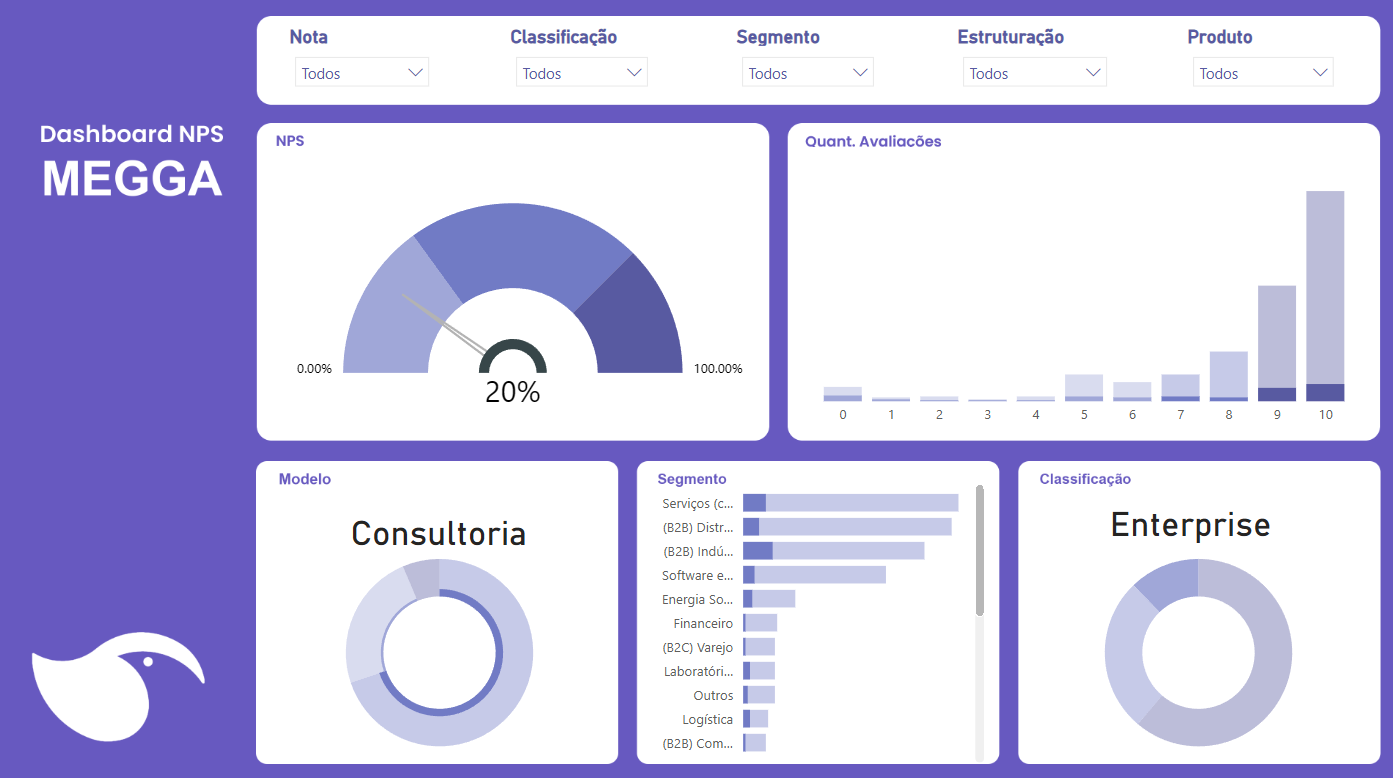 Nota Classificação Segmento Estruturação Produto
Todos Todos Todos Todos Todos
Dashboard NPS
MEGGA
NPS
0.00%
100.00%
20%
Quant. Avaliacões
0 1 2 3 4 5 6 7 8 9 10
Modelo
Consultoria
Segmento
Serviços (c...
(B2B) Distr...
(B2B) Indú...
Software e...
Energia So...
Financeiro
(B2C) Varejo
Laboratóri...
Outros
Logística
(B2B) Com...
Classificação
Enterprise